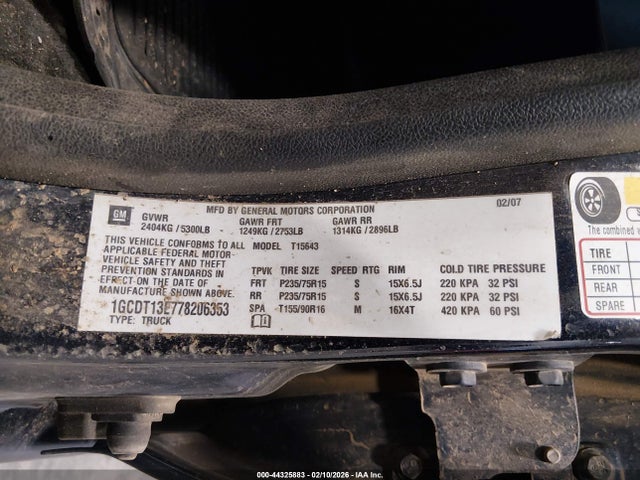 MFD BY GENERAL MOTORS CORPORATION 02/07
GM GVWR GAWR FRT GAWR RR
2404KG / 5300LB 1249KG / 2753LB 1314KG / 2896LB
THIS VEHICLE CONFORMS TO ALL MODEL T15643
APPLICABLE FEDERAL MOTOR
VEHICLE SAFETY AND THEFT
PREVENTION STANDARDS IN
EFFECT ON THE DATE OF
MANUFACTURE SHOWN ABOVE.
1GCDT13E778206353
TYPE: TRUCK
TPVK TIRE SIZE SPEED RTG RIM COLD TIRE PRESSURE
FRT P235/75R15 S 15X6.5J 220 KPA 32 PSI
RR P235/75R15 S 15X6.5J 220 KPA 32 PSI
SPA T155/90R16 M 16X4T 420 KPA 60 PSI
The combined
TIRE
FRONT
REAR
SPARE
000-44325883 - 02/10/2026 - IAA Inc.